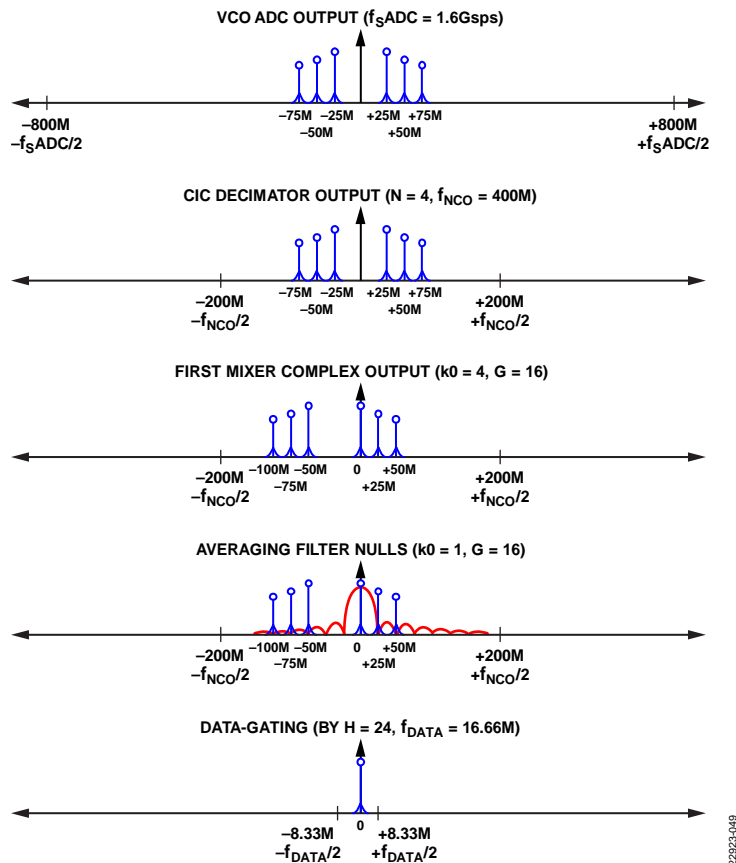 VCO ADC OUTPUT (fSADC = 1.6Gsps)
–75M –25M +25M +75M
–50M +50M
–800M +800M
–fSADC/2 +fSADC/2
CIC DECIMATOR OUTPUT (N = 4, fNCO = 400M)
–75M –25M +25M +75M
–50M +50M
–200M +200M
–fNCO/2 +fNCO/2
FIRST MIXER COMPLEX OUTPUT (k0 = 4, G = 16)
–100M –50M 0 +50M
–75M +25M
–200M +200M
–fNCO/2 +fNCO/2
AVERAGING FILTER NULLS (k0 = 1, G = 16)
–100M –50M 0 +50M
–75M +25M
–200M +200M
–fNCO/2 +fNCO/2
DATA-GATING (BY H = 24, fDATA = 16.66M)
0
–8.33M +8.33M
–fDATA/2 +fDATA/2
22923-049